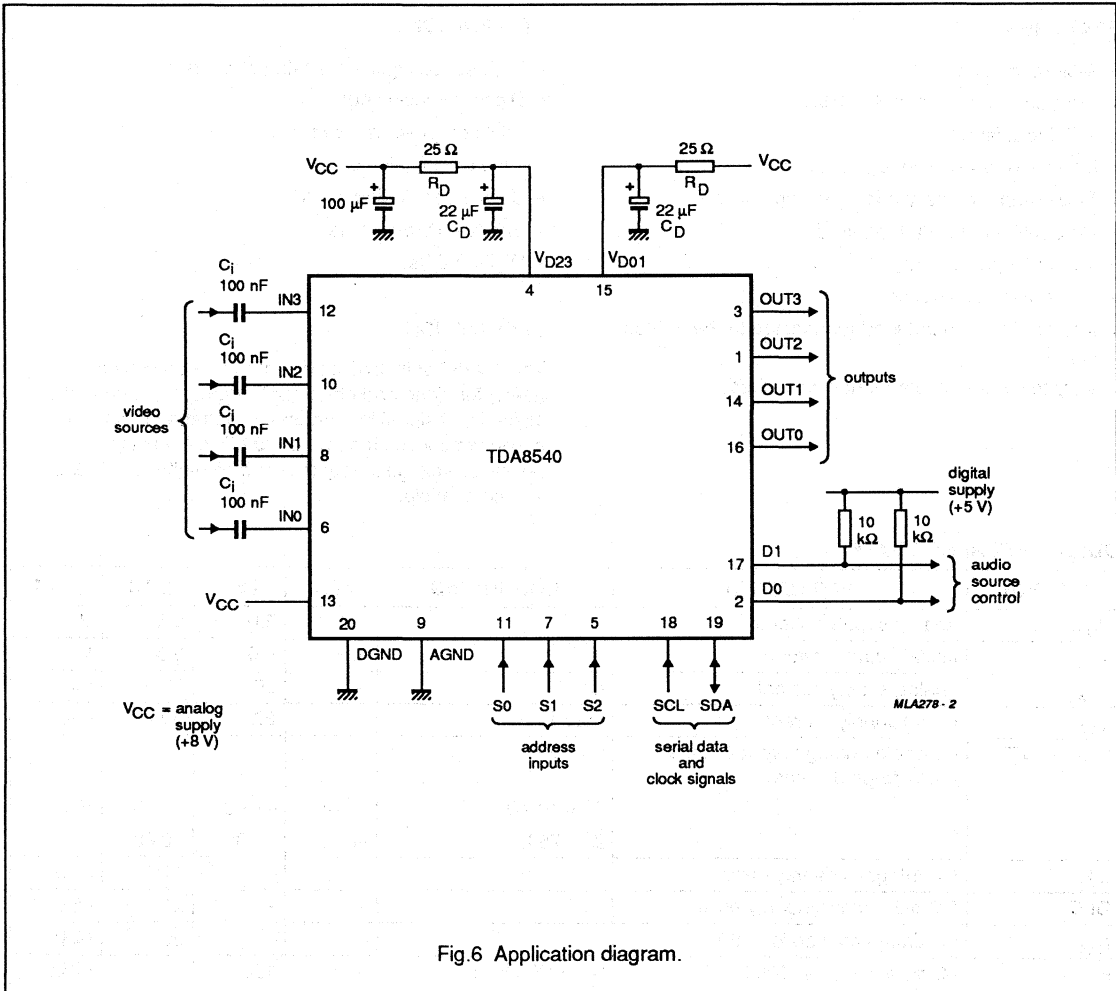 25 Ω
25 Ω
VCC
RD
RD
VCC
+
+
+
100 μF
22 μF
CD
22 μF
CD
VD23
VD01
4
15
Ci
100 nF
IN3
12
3
OUT3
Ci
100 nF
IN2
10
1
OUT2
outputs
video
sources
14
OUT1
Ci
100 nF
IN1
8
TDA8540
16
OUT0
Ci
100 nF
IN0
6
digital
supply
(+5 V)
10
kΩ
10
kΩ
17
D1
audio
source
control
2
D0
VCC
13
20
9
11
7
5
18
19
DGND
AGND
S0
S1
S2
SCL
SDA
MLA278 - 2
VCC = analog
supply
(+8 V)
address
inputs
serial data
and
clock signals
Fig.6 Application diagram.